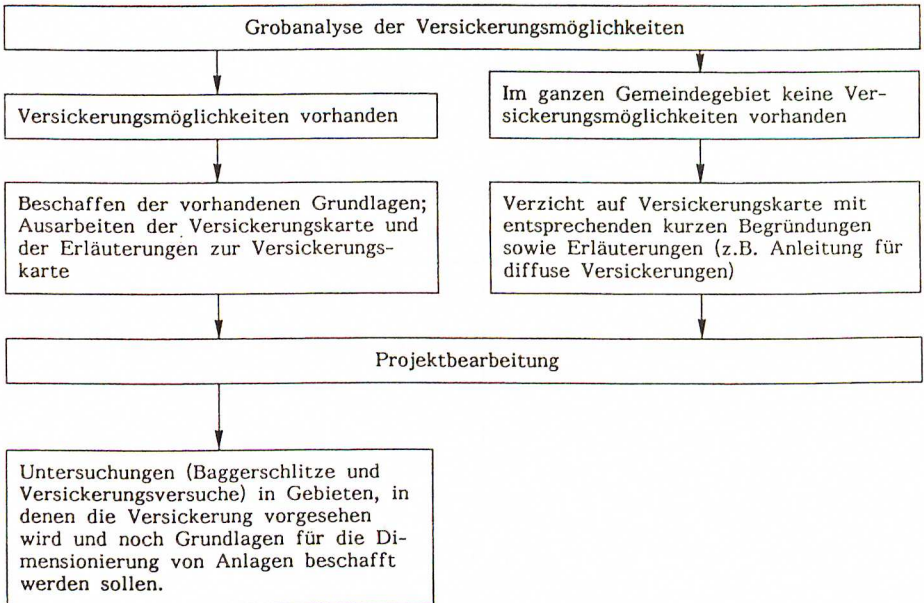 Grobanalyse der Versickerungsmöglichkeiten
Versickerungsmöglichkeiten vorhanden
Im ganzen Gemeindegebiet keine Ver-
sickerungsmöglichkeiten vorhanden
Beschaffen der vorhandenen Grundlagen;
Ausarbeiten der Versickerungskarte und
der Erläuterungen zur Versickerungs-
karte
Verzicht auf Versickerungskarte mit
entsprechenden kurzen Begründungen
sowie Erläuterungen (z.B. Anleitung für
diffuse Versickerungen)
Projektbearbeitung
Untersuchungen (Baggerschlitze und
Versickerungsversuche) in Gebieten, in
denen die Versickerung vorgesehen
wird und noch Grundlagen für die Di-
mensionierung von Anlagen beschafft
werden sollen.